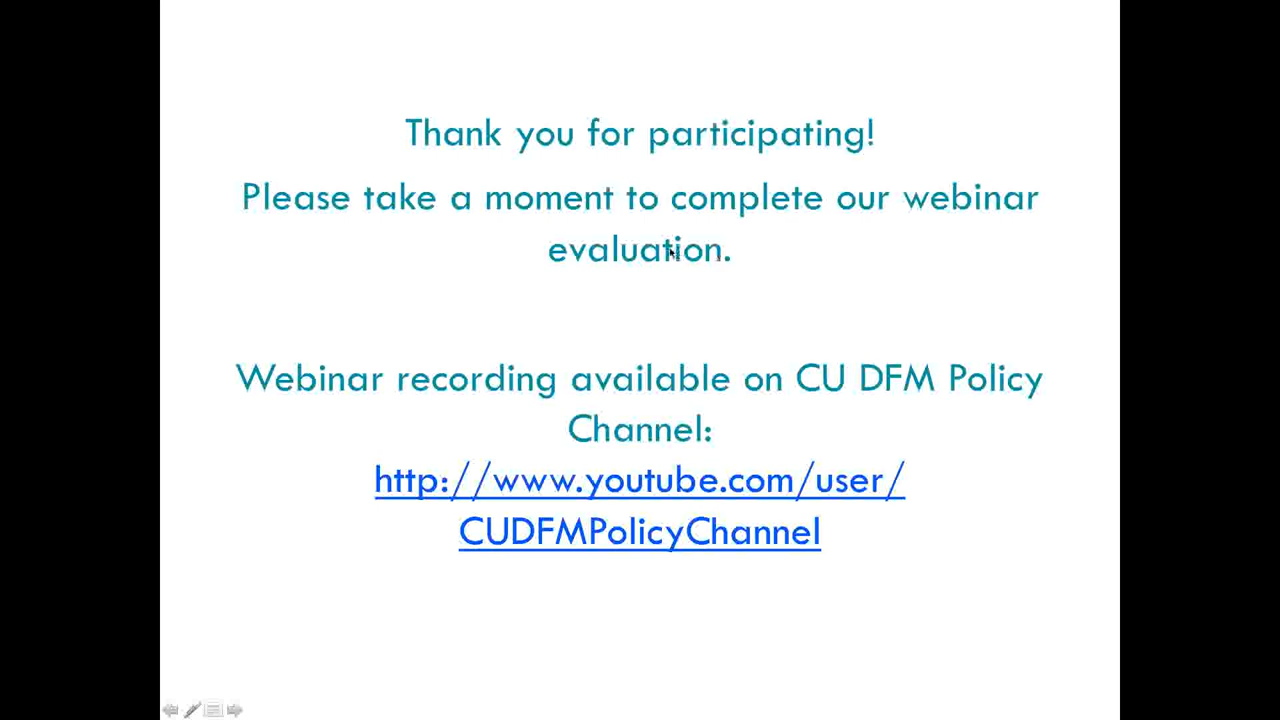 Thank you for participating!
Please take a moment to complete our webinar
evaluation.
Webinar recording available on CU DFM Policy
Channel:
http://www.youtube.com/user/
CUDFMPolicyChannel